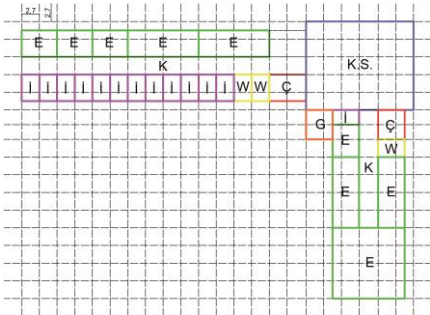 2,7 2,7
E E E E E
K.S.
K
İ İ İ İ İ İ İ İ İ İ İ İ W W Ç
G İ Ç
E W
K
E E
E